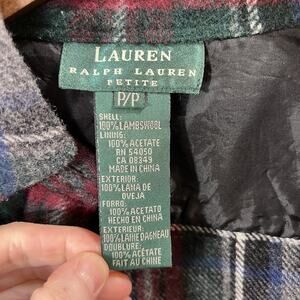 LAUREN
RALPH LAUREN
PETITE
P/P
SHELL:
100% LAMBSWOOL
LINING:
100% ACETATE
RN 54050
CA 08349
MADE IN CHINA
EXTERIOR:
100% LANA DE
OVEJA
FORRO:
100% ACETATO
HECHO EN CHINA
EXTERIEUR:
100% LAINE DAGNEAU
DOUBLURE:
100% ACETATE
FAIT AU CHINE